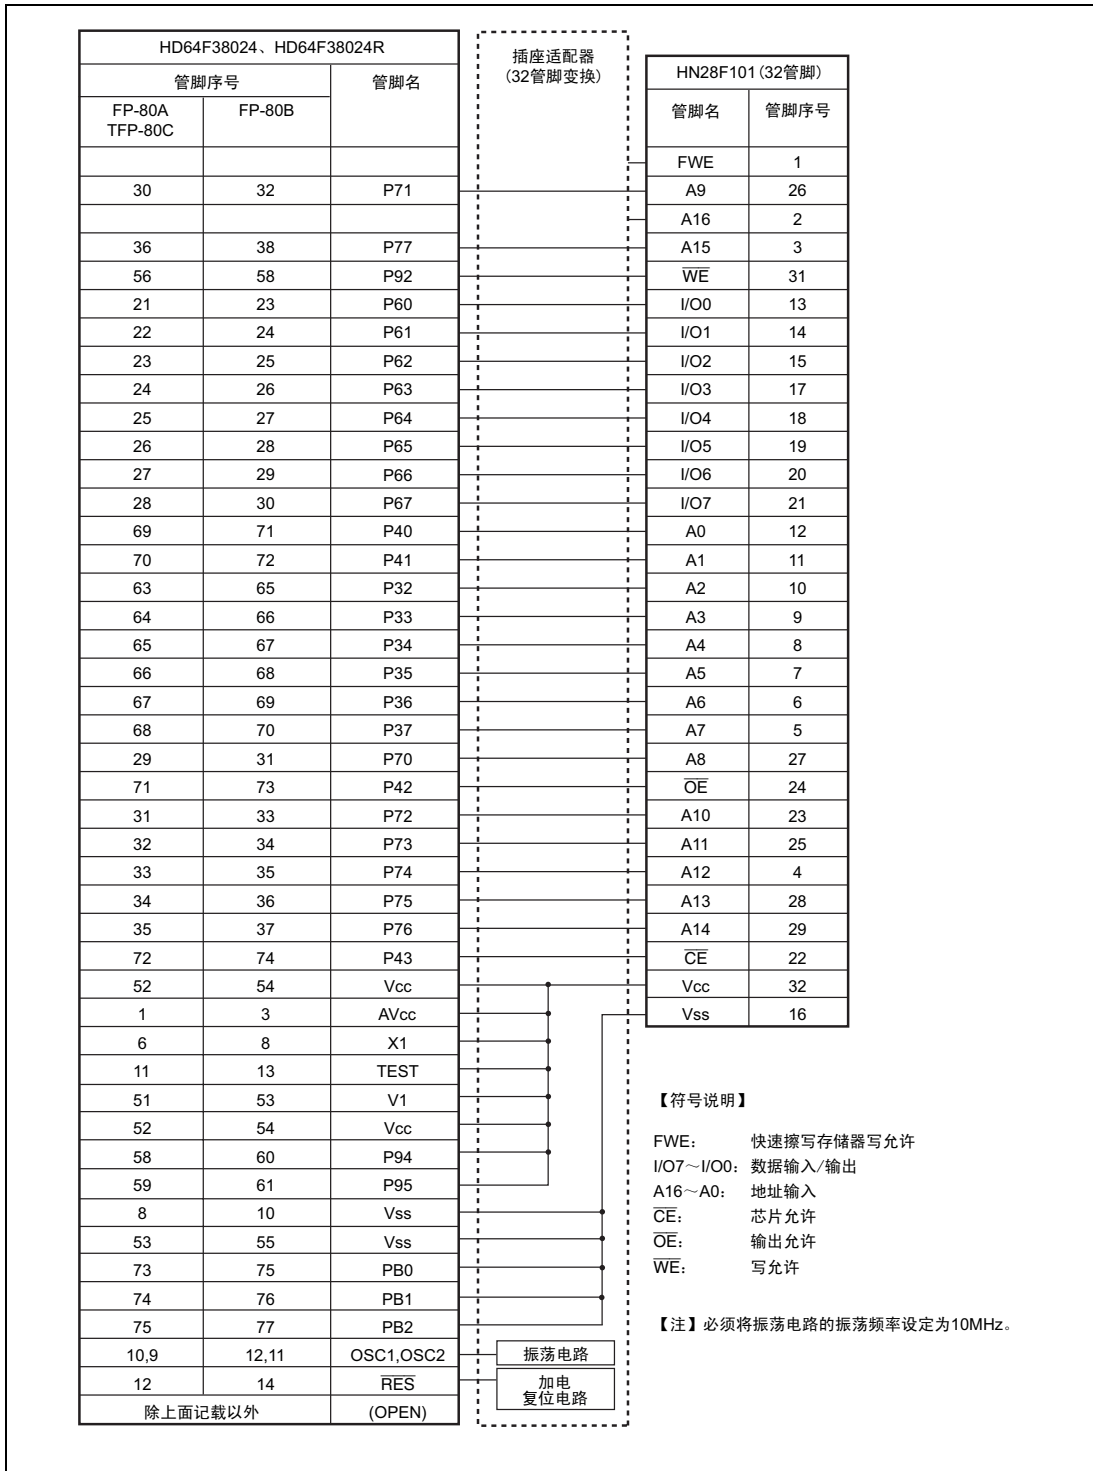 HD64F38024、HD64F38024R
管脚序号 管脚名
FP-80A
TFP-80C
FP-80B
30 32 P71
36 38 P77
56 58 P92
21 23 P60
22 24 P61
23 25 P62
24 26 P63
25 27 P64
26 28 P65
27 29 P66
28 30 P67
69 71 P40
70 72 P41
63 65 P32
64 66 P33
65 67 P34
66 68 P35
67 69 P36
68 70 P37
29 31 P70
71 73 P42
31 33 P72
32 34 P73
33 35 P74
34 36 P75
35 37 P76
72 74 P43
52 54 Vcc
1 3 AVcc
6 8 X1
11 13 TEST
51 53 V1
52 54 Vcc
58 60 P94
59 61 P95
8 10 Vss
53 55 Vss
73 75 PB0
74 76 PB1
75 77 PB2
10,9 12,11 OSC1,OSC2
12 14 R̅E̅S̅
除上面记载以外 (OPEN)
插座适配器
(32管脚变换)
振荡电路
加电
复位电路
HN28F101(32管脚)
管脚名 管脚序号
FWE 1
A9 26
A16 2
A15 3
W̅E̅ 31
I/O0 13
I/O1 14
I/O2 15
I/O3 17
I/O4 18
I/O5 19
I/O6 20
I/O7 21
A0 12
A1 11
A2 10
A3 9
A4 8
A5 7
A6 6
A7 5
A8 27
O̅E̅ 24
A10 23
A11 25
A12 4
A13 28
A14 29
C̅E̅ 22
Vcc 32
Vss 16
【符号说明】
FWE： 快速擦写存储器写允许
I/O7～I/O0：数据输入/输出
A16～A0： 地址输入
C̅E̅： 芯片允许
O̅E̅： 输出允许
W̅E̅： 写允许
【注】必须将振荡电路的振荡频率设定为10MHz。